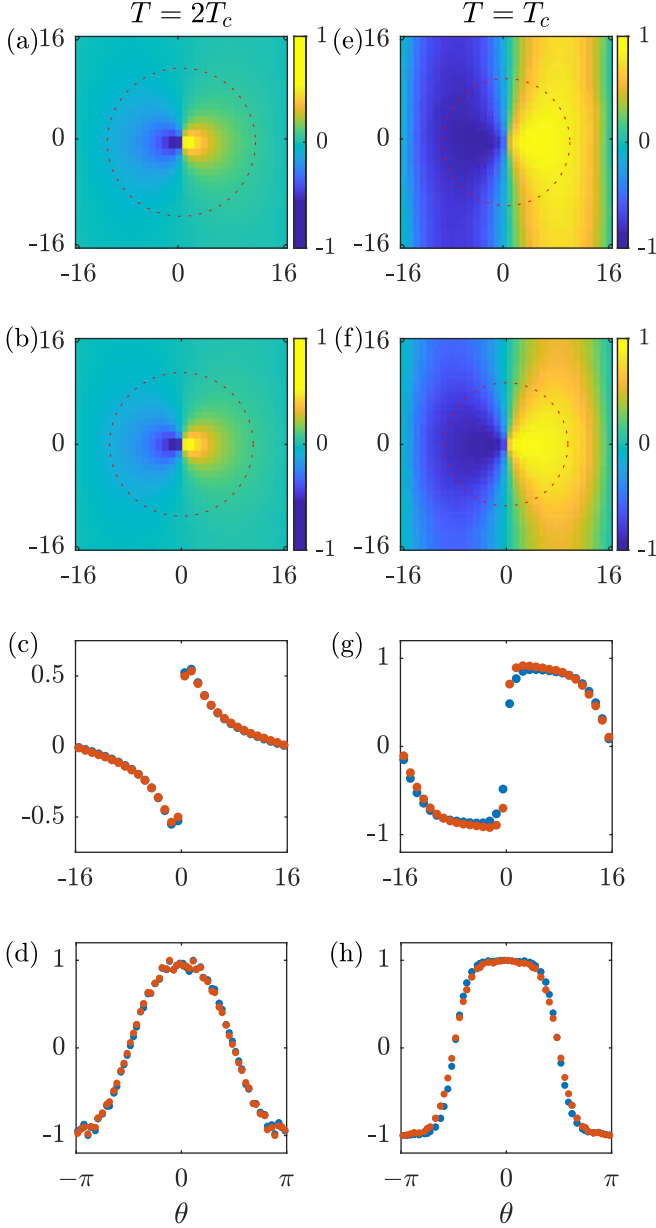 T = 2T_c
T = T_c
(a) 16 0 -16 -16 0 16 1 0 -1
(e) 16 0 -16 -16 0 16 1 0 -1
(b) 16 0 -16 -16 0 16 1 0 -1
(f) 16 0 -16 -16 0 16 1 0 -1
(c) 0.5 0 -0.5 -16 0 16
(g) 1 0 -1 -16 0 16
(d) 1 0 -1 −π 0 π
θ
(h) 1 0 -1 −π 0 π
θ